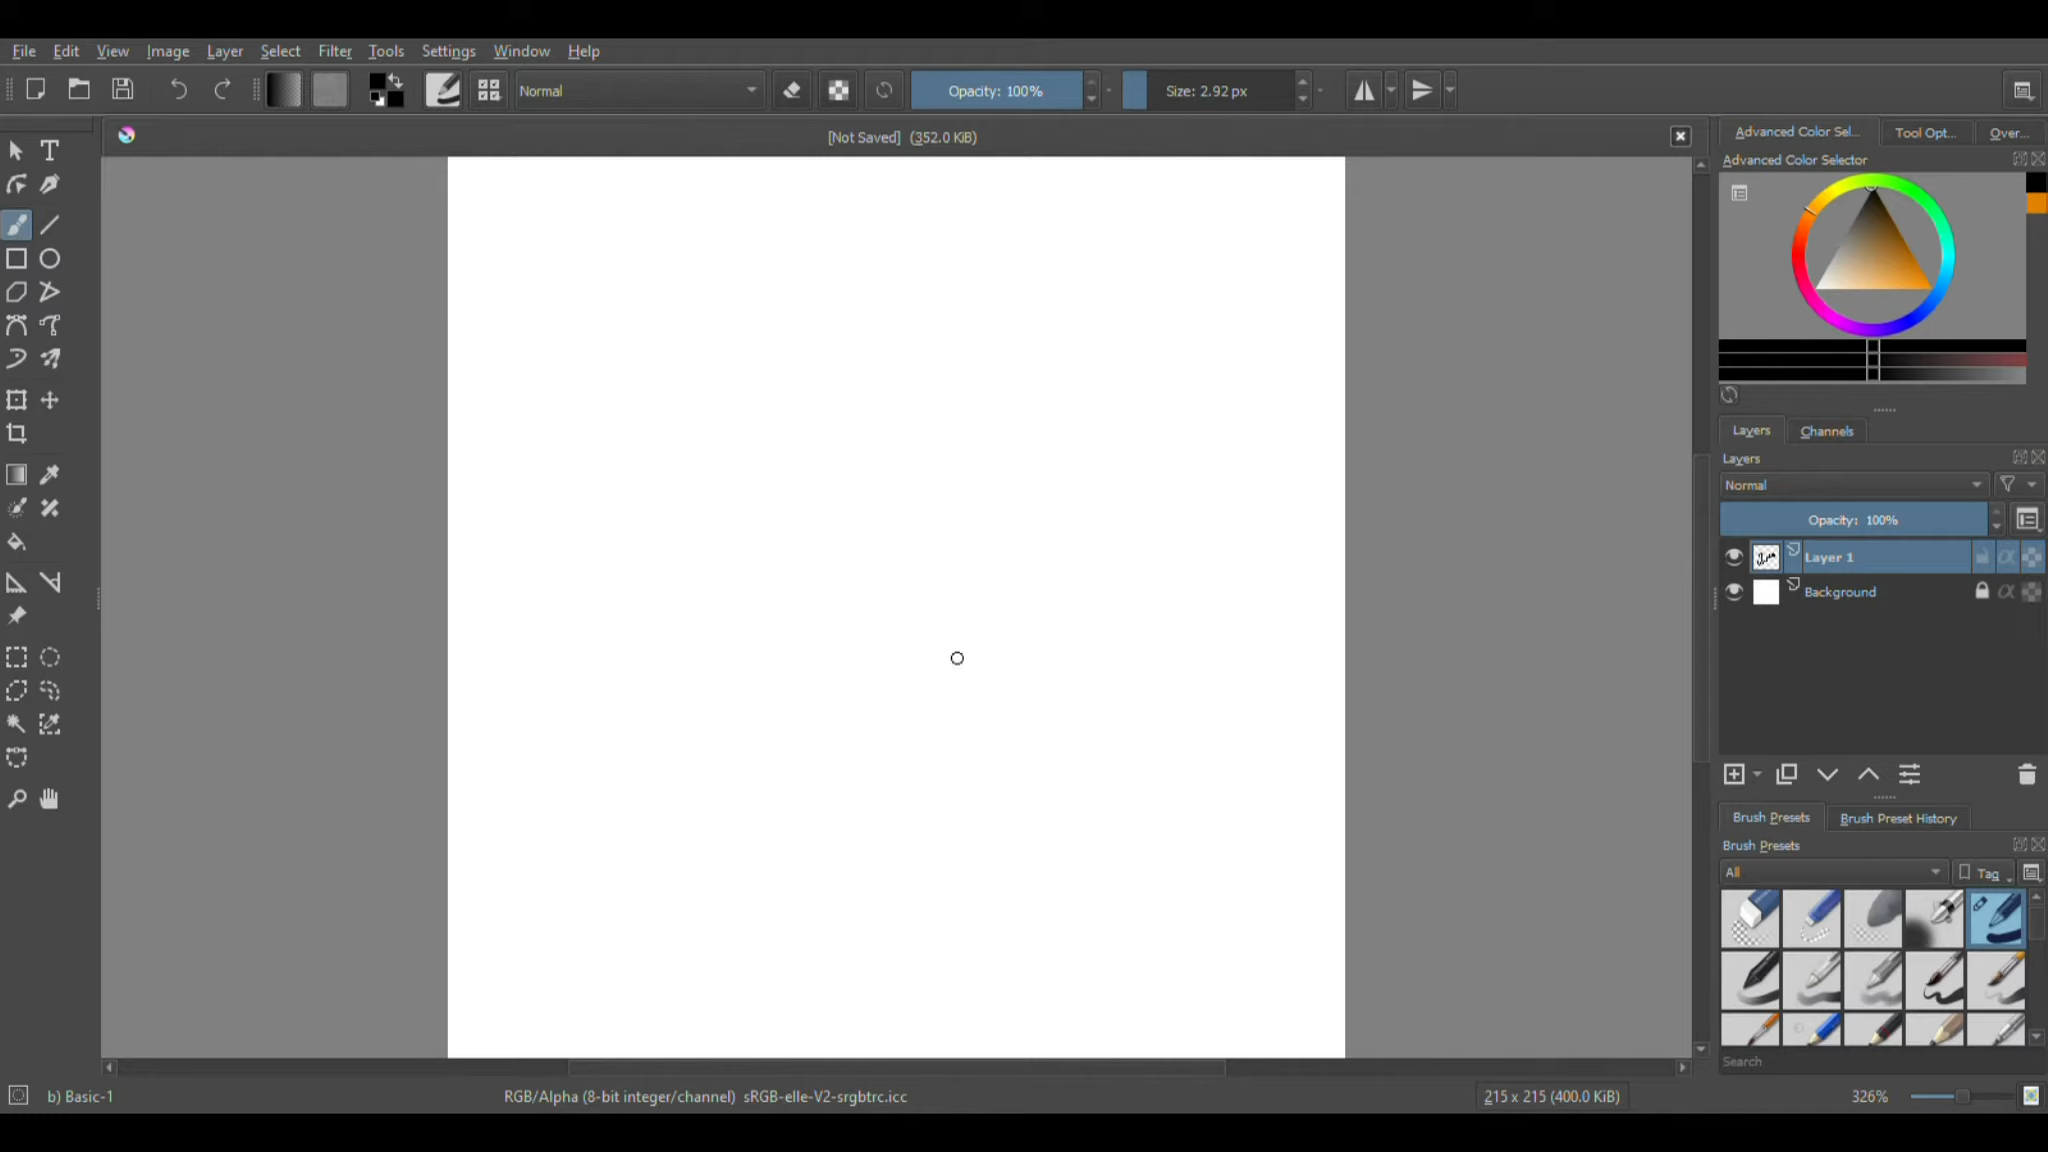 File Edit View Image Layer Select Filter Tools Settings Window Help
Normal Opacity: 100% Size: 2.92 px
[Not Saved] (352.0 KiB)
Advanced Color Sel... Tool Opt... Over...
Advanced Color Selector
Layers Channels
Layers
Normal
Opacity: 100%
Layer 1
Background
Brush Presets Brush Preset History
Brush Presets
All Tag
Search
b) Basic-1 RGB/Alpha (8-bit integer/channel) sRGB-elle-V2-srgbtrc.icc 215 x 215 (400.0 KiB) 326%